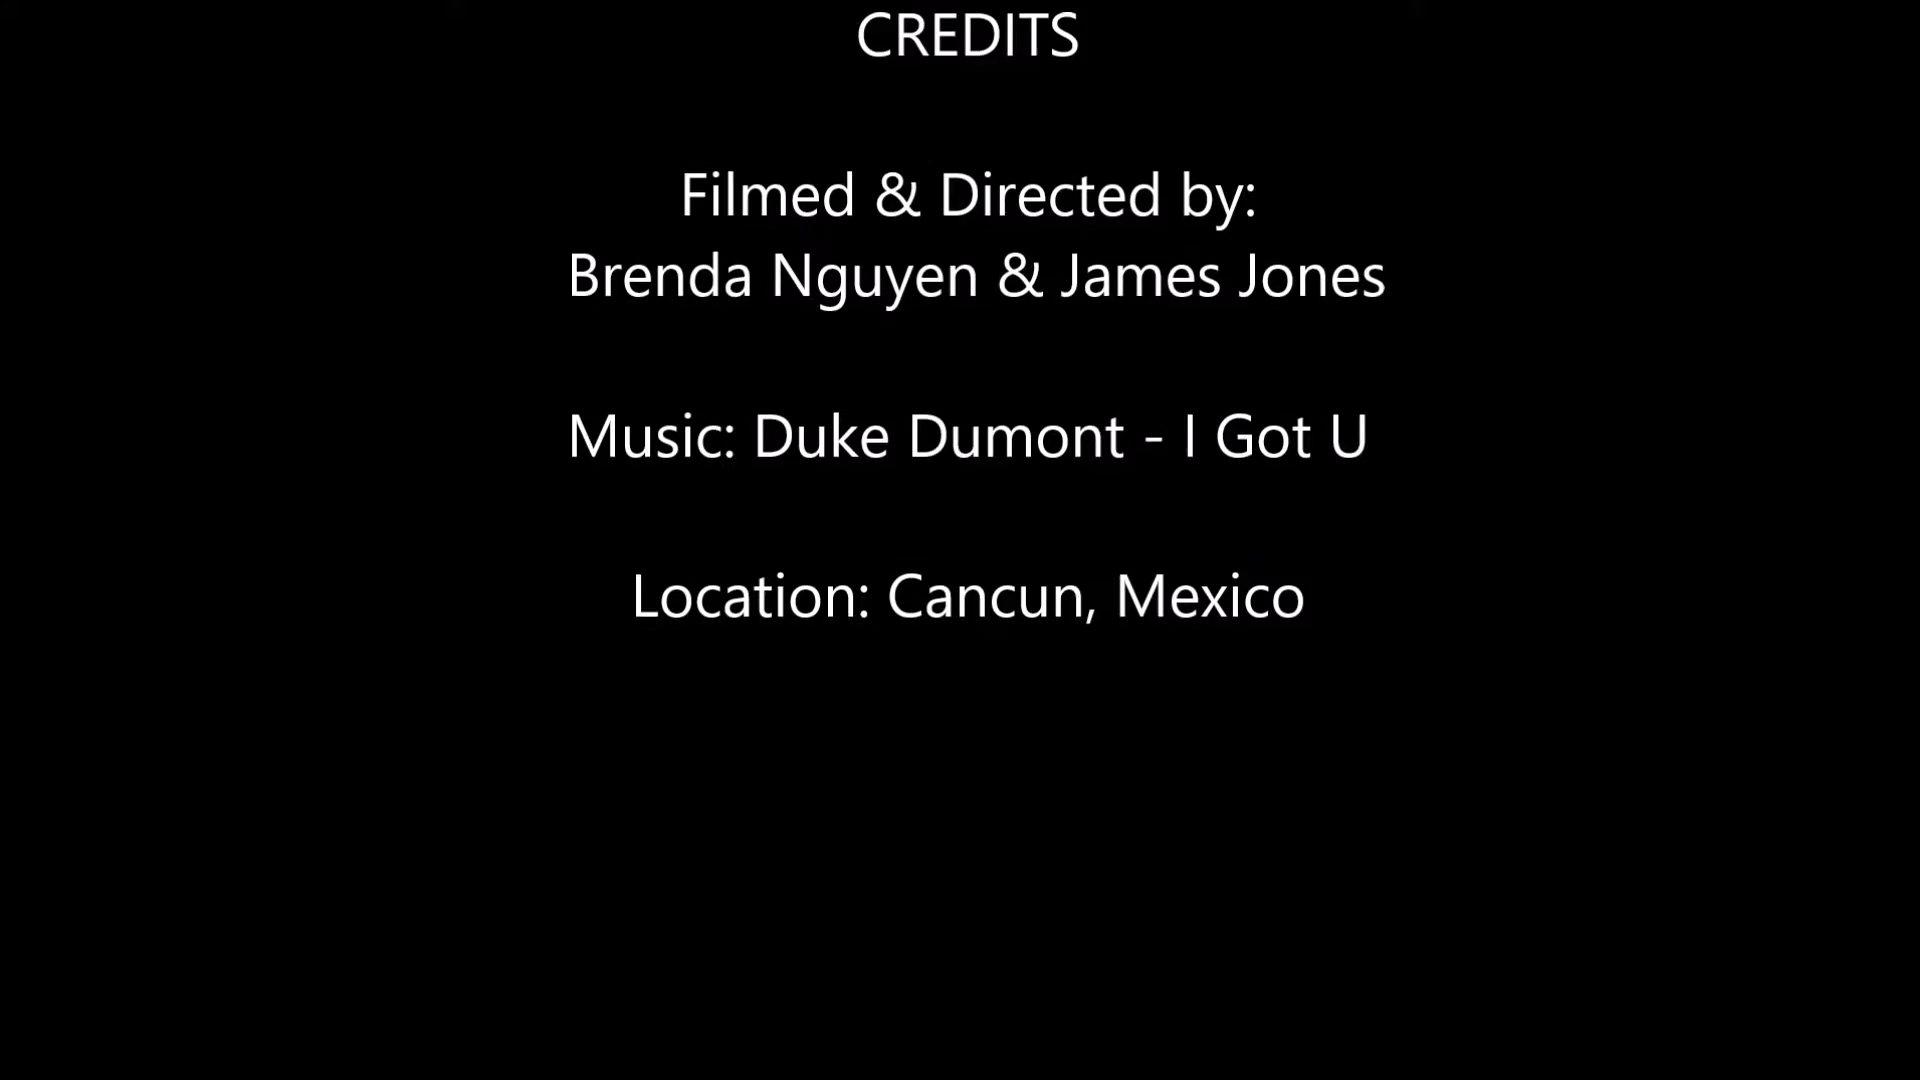 CREDITS
Filmed & Directed by:
Brenda Nguyen & James Jones
Music: Duke Dumont - I Got U
Location: Cancun, Mexico